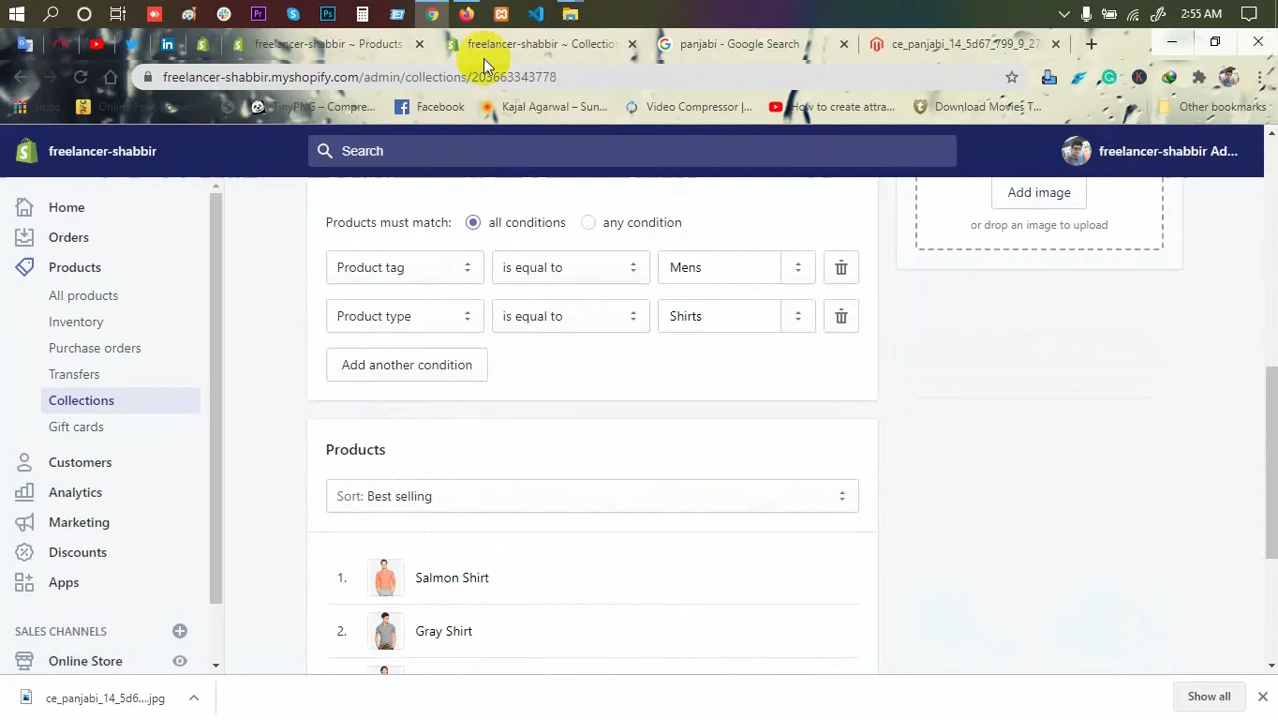 2:55 AM
freelancer-shabbir ~ Products
freelancer-shabbir ~ Collection
panjabi - Google Search
ce_panjabi_14_5d67_799_9_27
freelancer-shabbir.myshopify.com/admin/collections/203663343778
Apps
TinyPNG – Compre...
Facebook
Kajal Agarwal – Sun...
Video Compressor |...
How to create attra...
Download Movies T...
Other bookmarks
freelancer-shabbir
Search
freelancer-shabbir Ad...
Home
Orders
Products
All products
Inventory
Purchase orders
Transfers
Collections
Gift cards
Customers
Analytics
Marketing
Discounts
Apps
SALES CHANNELS
Online Store
Products must match:
all conditions
any condition
Product tag
is equal to
Mens
Product type
is equal to
Shirts
Add another condition
Products
Sort: Best selling
1.
Salmon Shirt
2.
Gray Shirt
Add image
or drop an image to upload
ce_panjabi_14_5d6....jpg
Show all